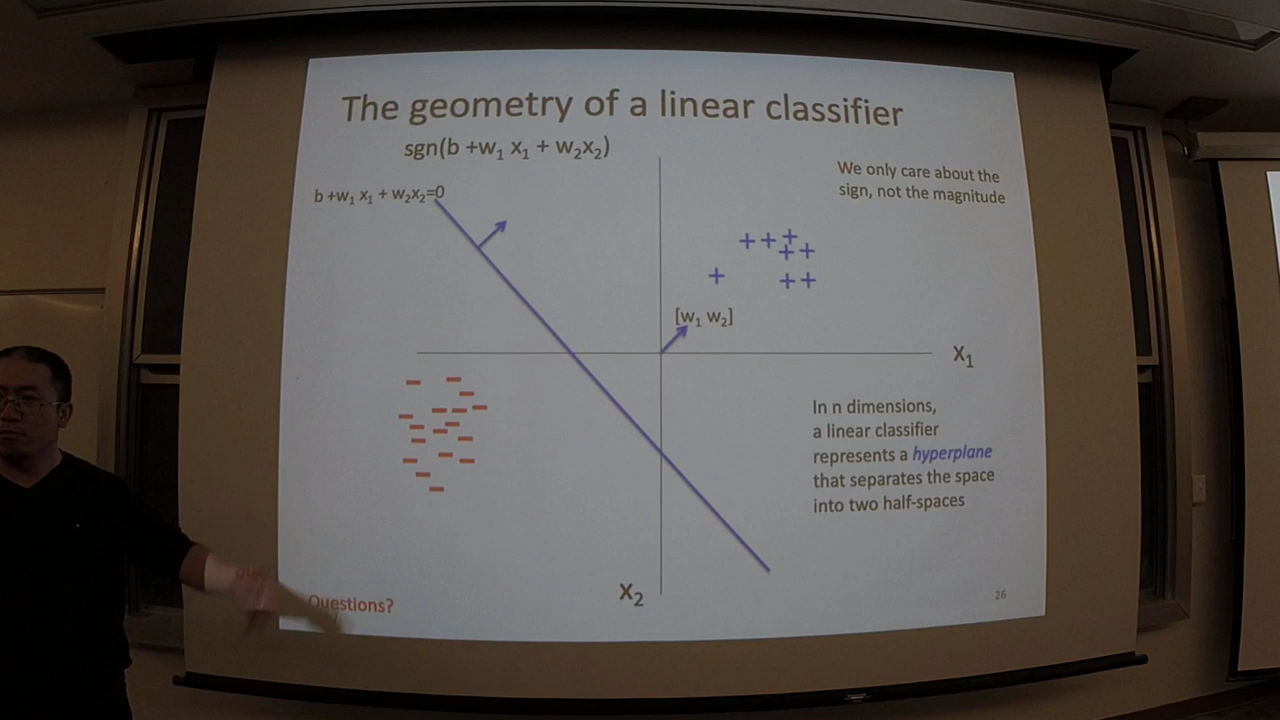 The geometry of a linear classifier
sgn(b +w₁ x₁ + w₂x₂)
We only care about the
sign, not the magnitude
b +w₁ x₁ + w₂x₂=0
[w₁ w₂]
X₁
In n dimensions,
a linear classifier
represents a hyperplane
that separates the space
into two half-spaces
X₂
Questions?
26